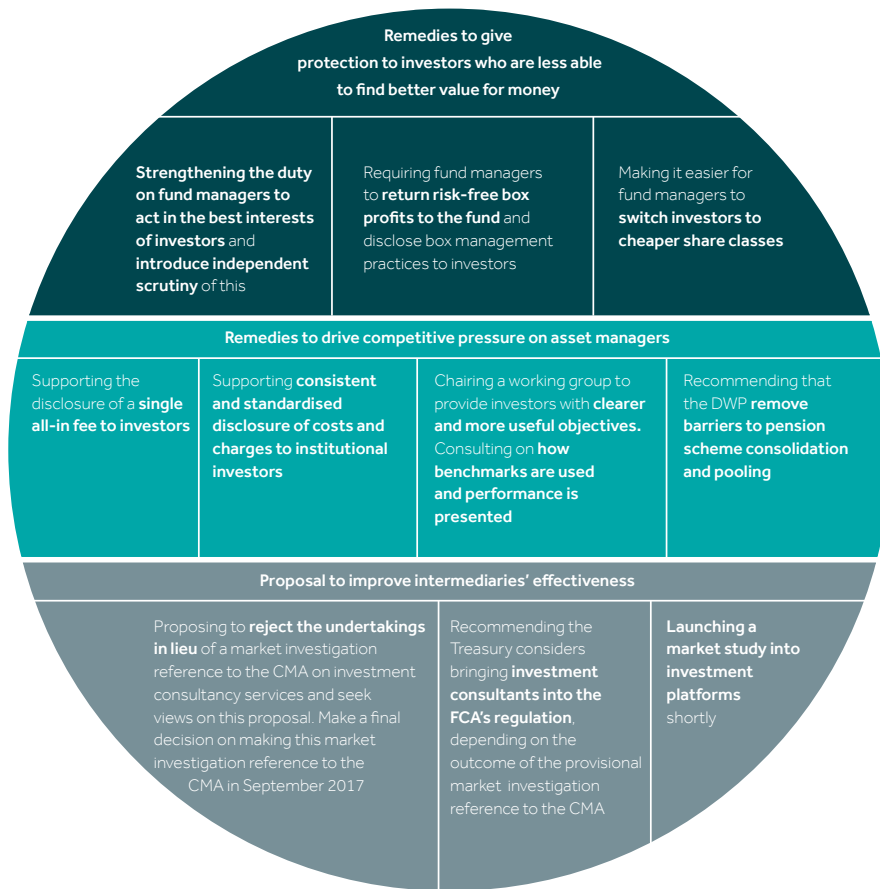 Remedies to give
protection to investors who are less able
to find better value for money
Strengthening the duty
on fund managers to
act in the best interests
of investors and
introduce independent
scrutiny of this
Requiring fund managers
to return risk-free box
profits to the fund and
disclose box management
practices to investors
Making it easier for
fund managers to
switch investors to
cheaper share classes
Remedies to drive competitive pressure on asset managers
Supporting the
disclosure of a single
all-in fee to investors
Supporting consistent
and standardised
disclosure of costs and
charges to institutional
investors
Chairing a working group to
provide investors with clearer
and more useful objectives.
Consulting on how
benchmarks are used
and performance is
presented
Recommending that
the DWP remove
barriers to pension
scheme consolidation
and pooling
Proposal to improve intermediaries' effectiveness
Proposing to reject the undertakings
in lieu of a market investigation
reference to the CMA on investment
consultancy services and seek
views on this proposal. Make a final
decision on making this market
investigation reference to the
CMA in September 2017
Recommending the
Treasury considers
bringing investment
consultants into the
FCA's regulation,
depending on the
outcome of the provisional
market investigation
reference to the CMA
Launching a
market study into
investment
platforms
shortly